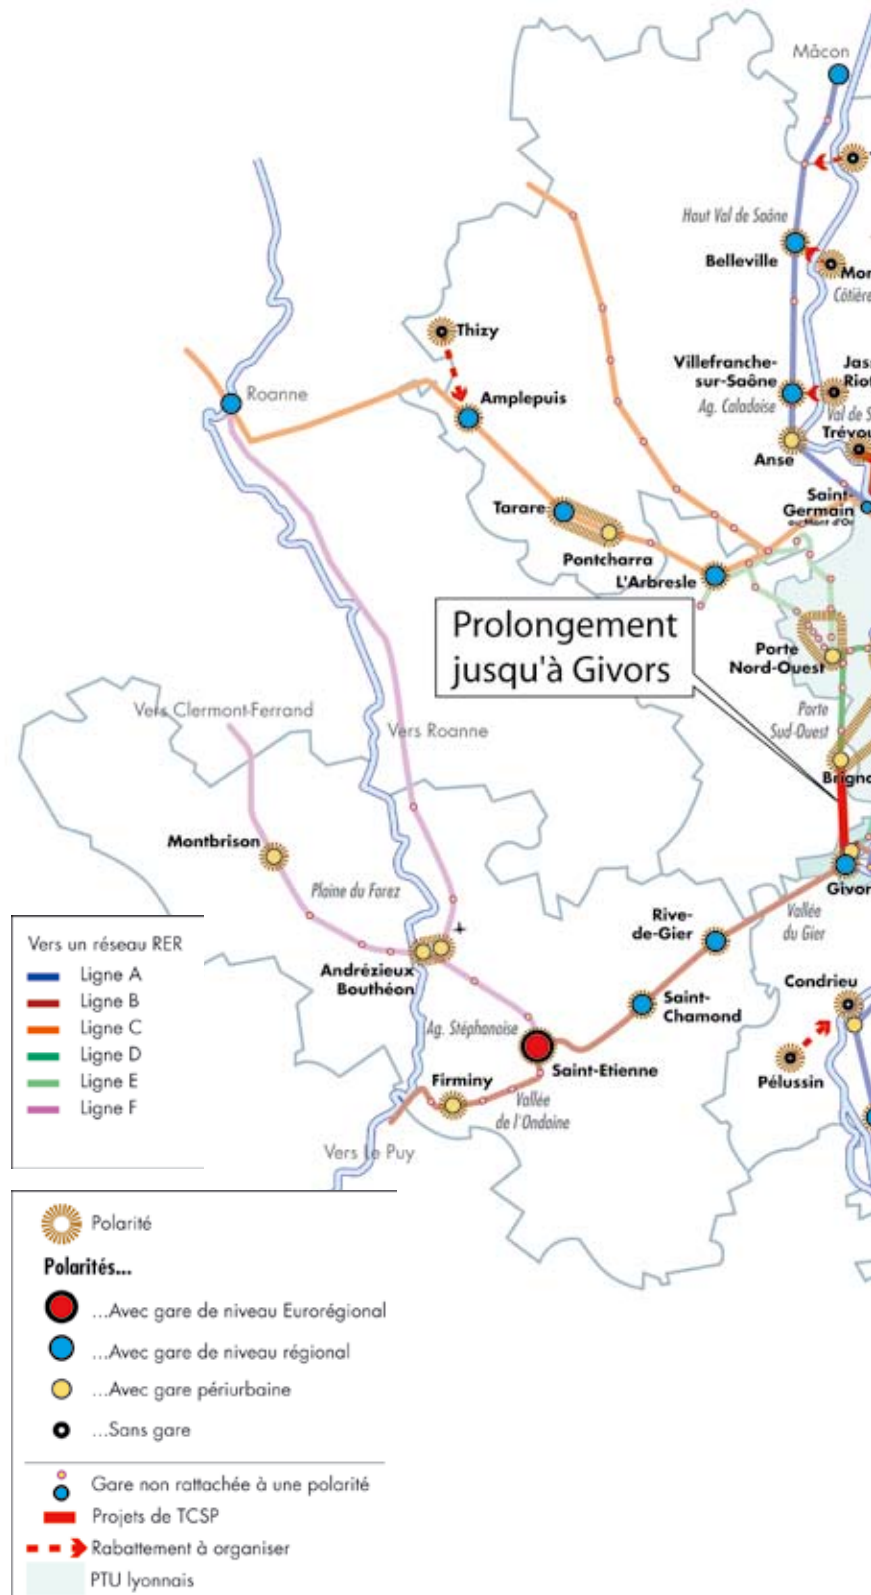 Mâcon
Haut Val de Saône
Belleville
Côtière
Thizy
Villefranche-
sur-Saône
Ag. Caladoise
Roanne
Amplepuis
Anse
Saint-
Germain
au Mont d'Or
Tarare
Pontcharra
L'Arbresle
Prolongement
jusqu'à Givors
Porte
Nord-Ouest
Porte
Sud-Ouest
Vers Clermont-Ferrand
Vers Roanne
Montbrison
Plaine du Forez
Givors
Vallée
du Gier
Rive-
de-Gier
Andrézieux
Bouthéon
Saint-
Chamond
Condrieu
Ag. Stéphanoise
Saint-Etienne
Pélussin
Firminy
Vallée
de l'Ondaine
Vers Le Puy
Vers un réseau RER
Ligne A
Ligne B
Ligne C
Ligne D
Ligne E
Ligne F
Polarité
Polarités...
...Avec gare de niveau Eurorégional
...Avec gare de niveau régional
...Avec gare périurbaine
...Sans gare
Gare non rattachée à une polarité
Projets de TCSP
Rabattement à organiser
PTU lyonnais